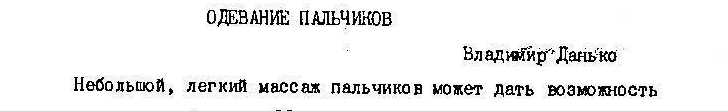 ОДЕВАНИЕ ПАЛЬЧИКОВ
Владимир Данько
Небольшой, легкий массаж пальчиков может дать возможность